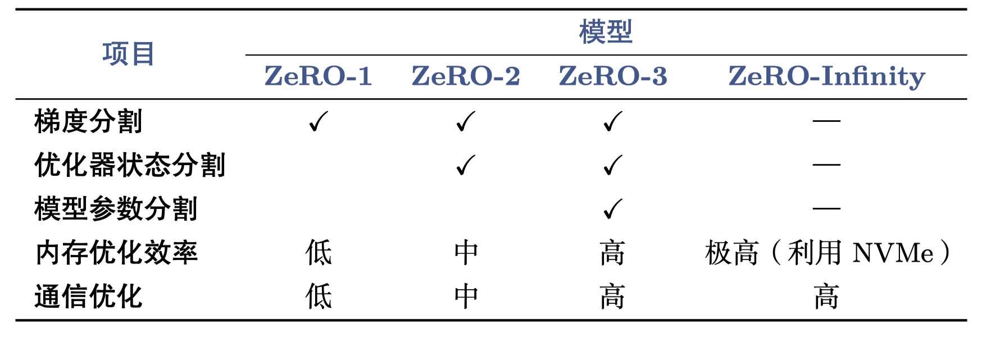 项目 模型
ZeRO-1 ZeRO-2 ZeRO-3 ZeRO-Infinity
梯度分割 ✓ ✓ ✓ —
优化器状态分割 ✓ ✓ —
模型参数分割 ✓ —
内存优化效率 低 中 高 极高（利用 NVMe）
通信优化 低 中 高 高